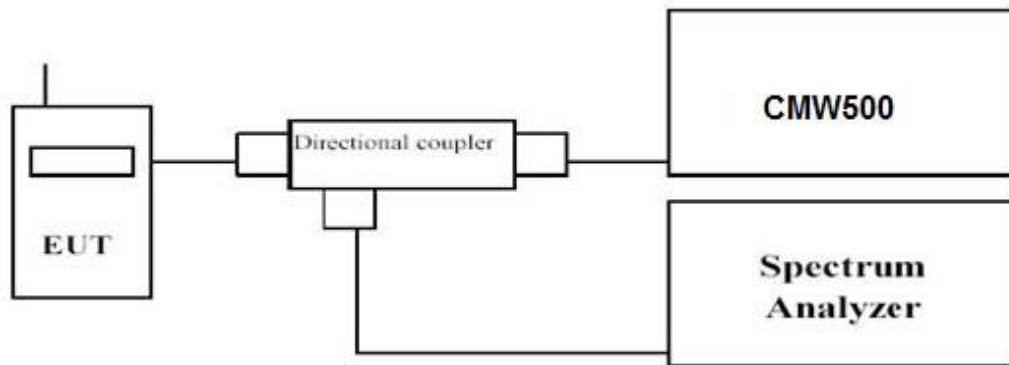 CMW500
Directional coupler
EUT
Spectrum
Analyzer